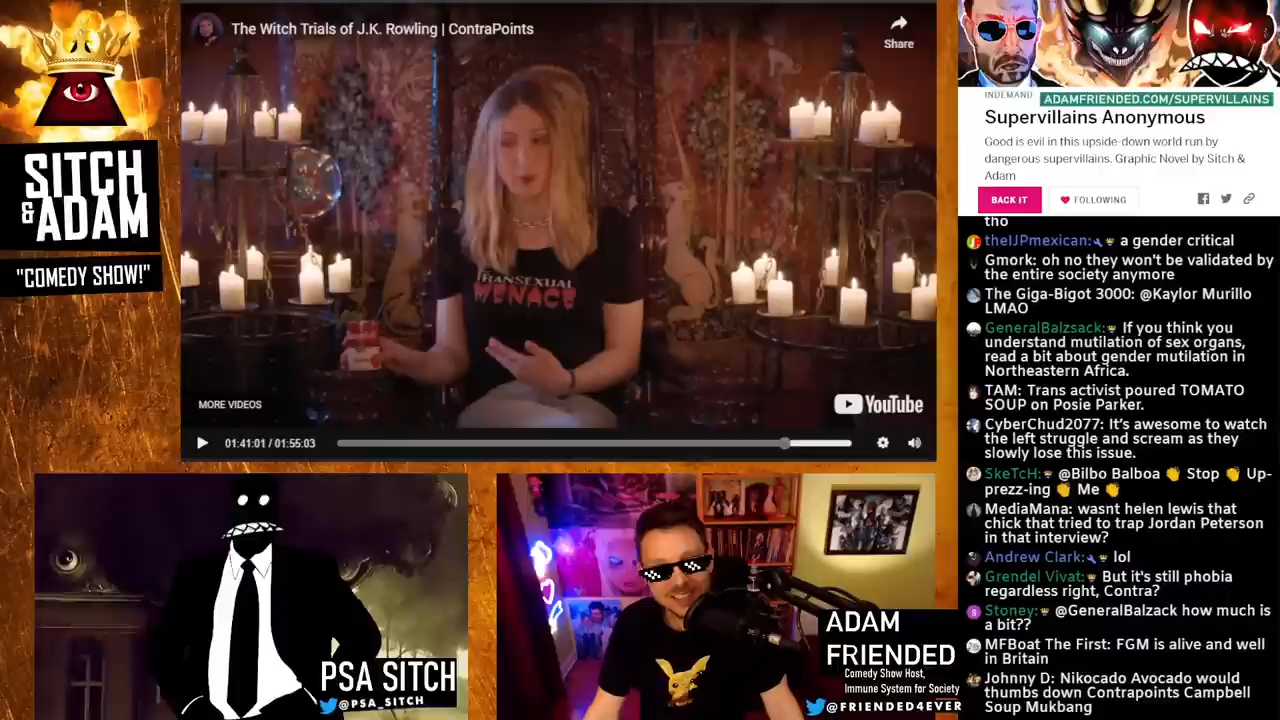 The Witch Trials of J.K. Rowling | ContraPoints
Share
TRANSEXUAL
MENACE
MORE VIDEOS
YouTube
01:41:01 / 01:55:03
SITCH
& ADAM
"COMEDY SHOW!"
PSA SITCH
@PSA_SITCH
ADAM
FRIENDED
Comedy Show Host,
Immune System for Society
@FRIENDED4EVER
INDEMAND
ADAMFRIENDED.COM/SUPERVILLAINS
Supervillains Anonymous
Good is evil in this upside-down world run by
dangerous supervillains. Graphic Novel by Sitch &
Adam
BACK IT
FOLLOWING
tho
theIJPmexican: a gender critical
Gmork: oh no they won't be validated by
the entire society anymore
The Giga-Bigot 3000: @Kaylor Murillo
LMAO
GeneralBalzsack: If you think you
understand mutilation of sex organs,
read a bit about gender mutilation in
Northeastern Africa.
TAM: Trans activist poured TOMATO
SOUP on Posie Parker.
CyberChud2077: It's awesome to
watch the left struggle and scream as they
slowly lose this issue.
SkeTcH: @Bilbo Balboa 👏 Stop 👏 Up-
prezz-ing 👏 Me 👏
MediaMana: wasnt helen lewis that
chick that tried to trap Jordan Peterson
in that interview?
Andrew Clark: lol
Grendel Vivat: But it's still phobia
regardless right, Contra?
Stoney: @GeneralBalzack how much is
a bit??
MFBoat The First: FGM is alive and well
in Britain
Johnny D: Nikocado Avocado would
thumbs down Contrapoints Campbell
Soup Mukbang